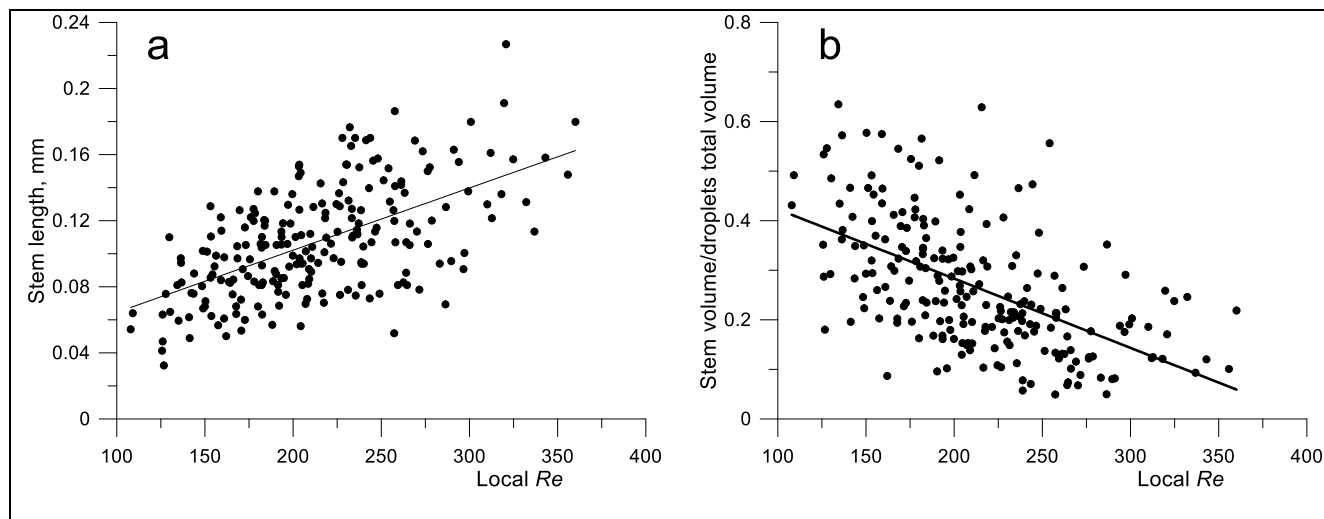 a
Stem length, mm
0.24
0.2
0.16
0.12
0.08
0.04
0
100 150 200 250 300 350 400
Local Re
b
Stem volume/droplets total volume
0.8
0.6
0.4
0.2
0
100 150 200 250 300 350 400
Local Re